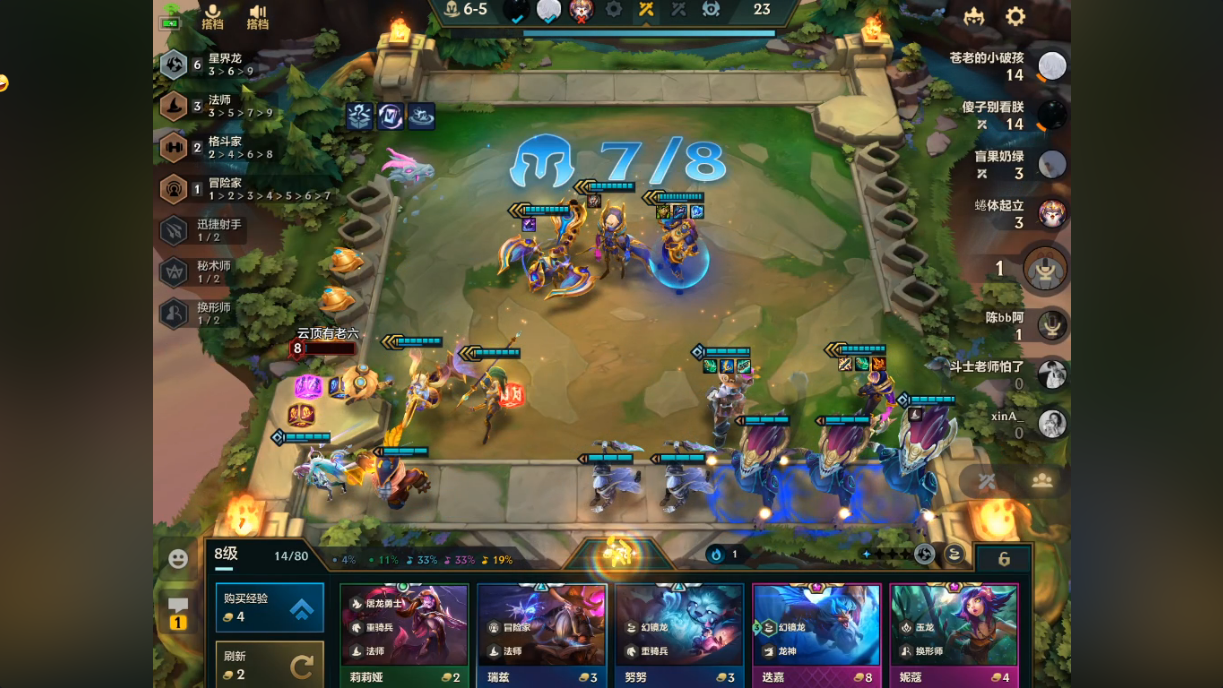 搭档
搭档
6-5
23
6
星界龙
3 > 6 > 9
3
法师
3 > 5 > 7 > 9
2
格斗家
2 > 4 > 6 > 8
1
冒险家
1 > 2 > 3 > 4 > 5 > 6 > 7
迅捷射手
1 / 2
秘术师
1 / 2
换形师
1 / 2
7/8
苍老的小破孩
14
傻子别看朕
14
盲果奶绿
3
蜷体起立
3
1
陈bb阿
1
斗士老师怕了
0
xinA_
0
云顶有老六
8
8级
14/80
4%
11%
33%
33%
19%
1
购买经验
4
刷新
2
1
屠龙勇士
重骑兵
法师
莉莉娅
2
冒险家
法师
瑞兹
3
幻镜龙
重骑兵
努努
3
幻镜龙
龙神
迭嘉
8
玉龙
换形师
妮蔻
4